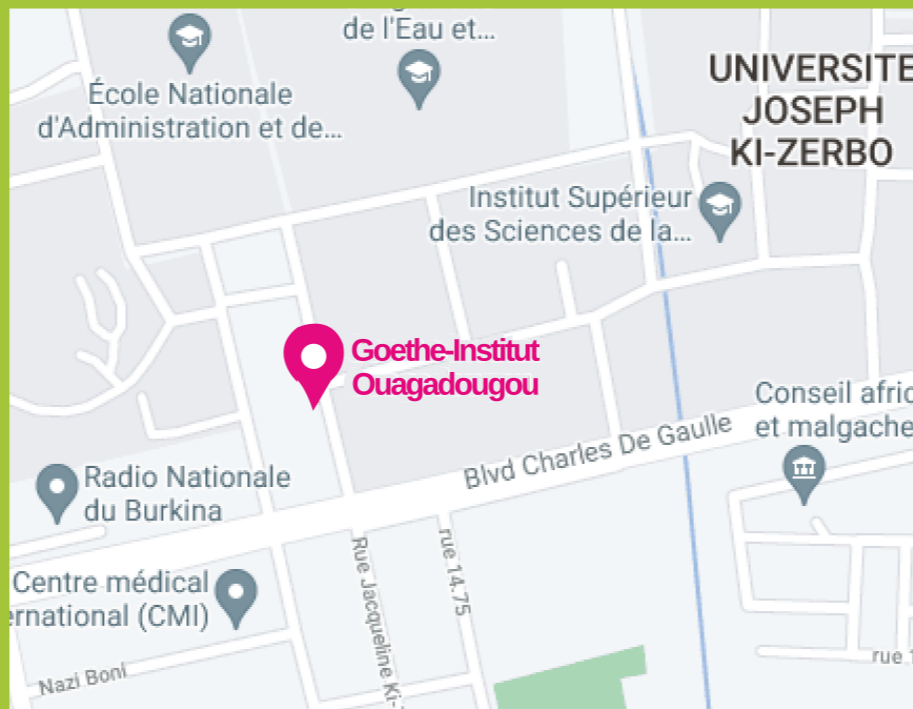 de l'Eau et...
École Nationale
d'Administration et de...
UNIVERSITE
JOSEPH
KI-ZERBO
Institut Supérieur
des Sciences de la...
Goethe-Institut
Ouagadougou
Conseil afric
et malgache
Blvd Charles De Gaulle
Radio Nationale
du Burkina
rue 14.75
Rue Jacqueline Ki-
Centre médical
ernational (CMI)
Nazi Boni
rue 1